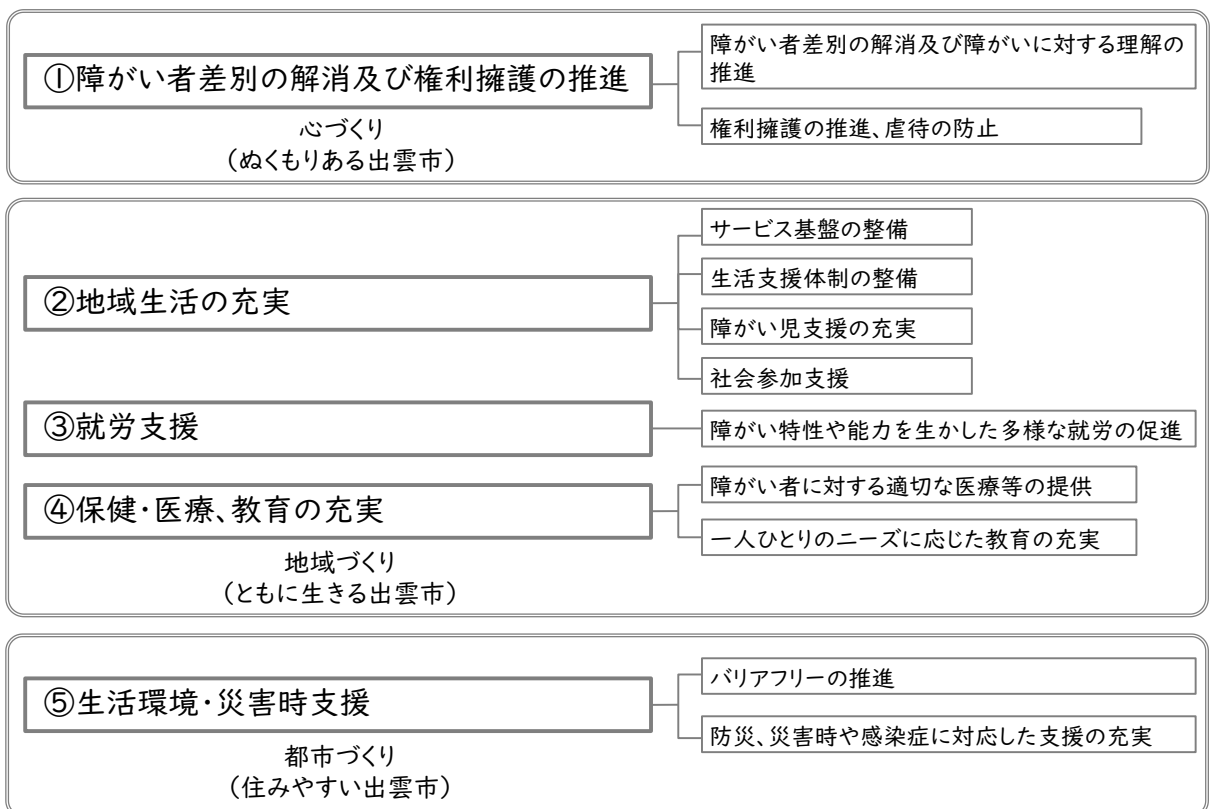 ①障がい者差別の解消及び権利擁護の推進
心づくり
（ぬくもりある出雲市）
障がい者差別の解消及び障がいに対する理解の
推進
権利擁護の推進、虐待の防止
②地域生活の充実
サービス基盤の整備
生活支援体制の整備
障がい児支援の充実
社会参加支援
③就労支援
障がい特性や能力を生かした多様な就労の促進
④保健・医療、教育の充実
障がい者に対する適切な医療等の提供
一人ひとりのニーズに応じた教育の充実
地域づくり
（ともに生きる出雲市）
⑤生活環境・災害時支援
バリアフリーの推進
防災、災害時や感染症に対応した支援の充実
都市づくり
（住みやすい出雲市）